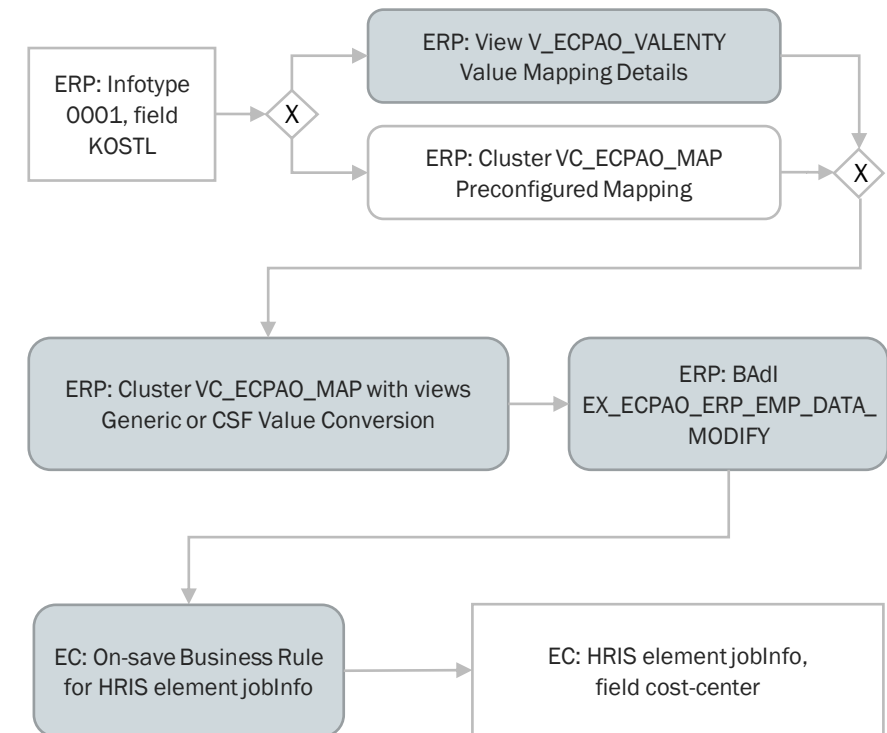 ERP: Infotype
0001, field
KOSTL
X
ERP: View V_ECPAO_VALENTY
Value Mapping Details
ERP: Cluster VC_ECPAO_MAP
Preconfigured Mapping
X
ERP: Cluster VC_ECPAO_MAP with views
Generic or CSF Value Conversion
ERP: BAdI
EX_ECPAO_ERP_EMP_DATA_
MODIFY
EC: On-save Business Rule
for HRIS element jobInfo
EC: HRIS element jobInfo,
field cost-center